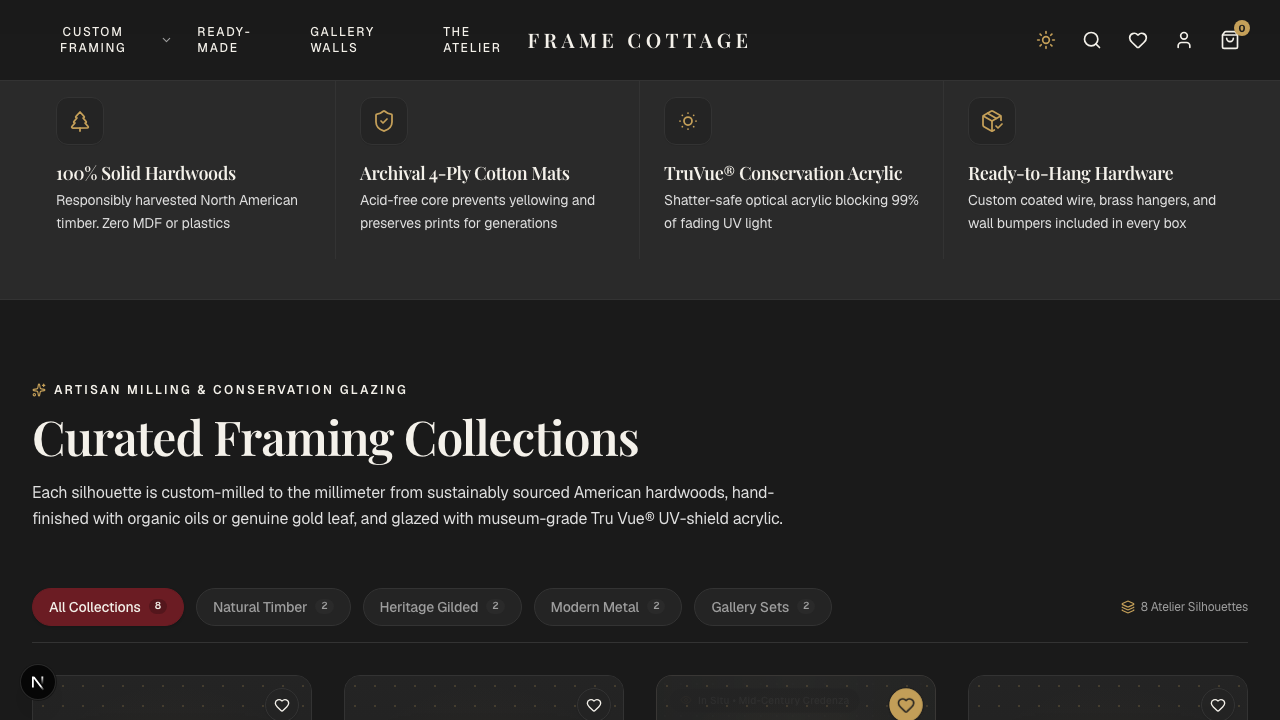 CUSTOM FRAMING
READY-MADE
GALLERY WALLS
THE ATELIER
FRAME COTTAGE
0
100% Solid Hardwoods
Responsibly harvested North American
timber. Zero MDF or plastics
Archival 4-Ply Cotton Mats
Acid-free core prevents yellowing and
preserves prints for generations
TruVue® Conservation Acrylic
Shatter-safe optical acrylic blocking 99%
of fading UV light
Ready-to-Hang Hardware
Custom coated wire, brass hangers, and
wall bumpers included in every box
ARTISAN MILLING & CONSERVATION GLAZING
Curated Framing Collections
Each silhouette is custom-milled to the millimeter from sustainably sourced American hardwoods, hand-
finished with organic oils or genuine gold leaf, and glazed with museum-grade Tru Vue® UV-shield acrylic.
All Collections 8
Natural Timber 2
Heritage Gilded 2
Modern Metal 2
Gallery Sets 2
8 Atelier Silhouettes
N
In Situ · Mid-Century Credenza